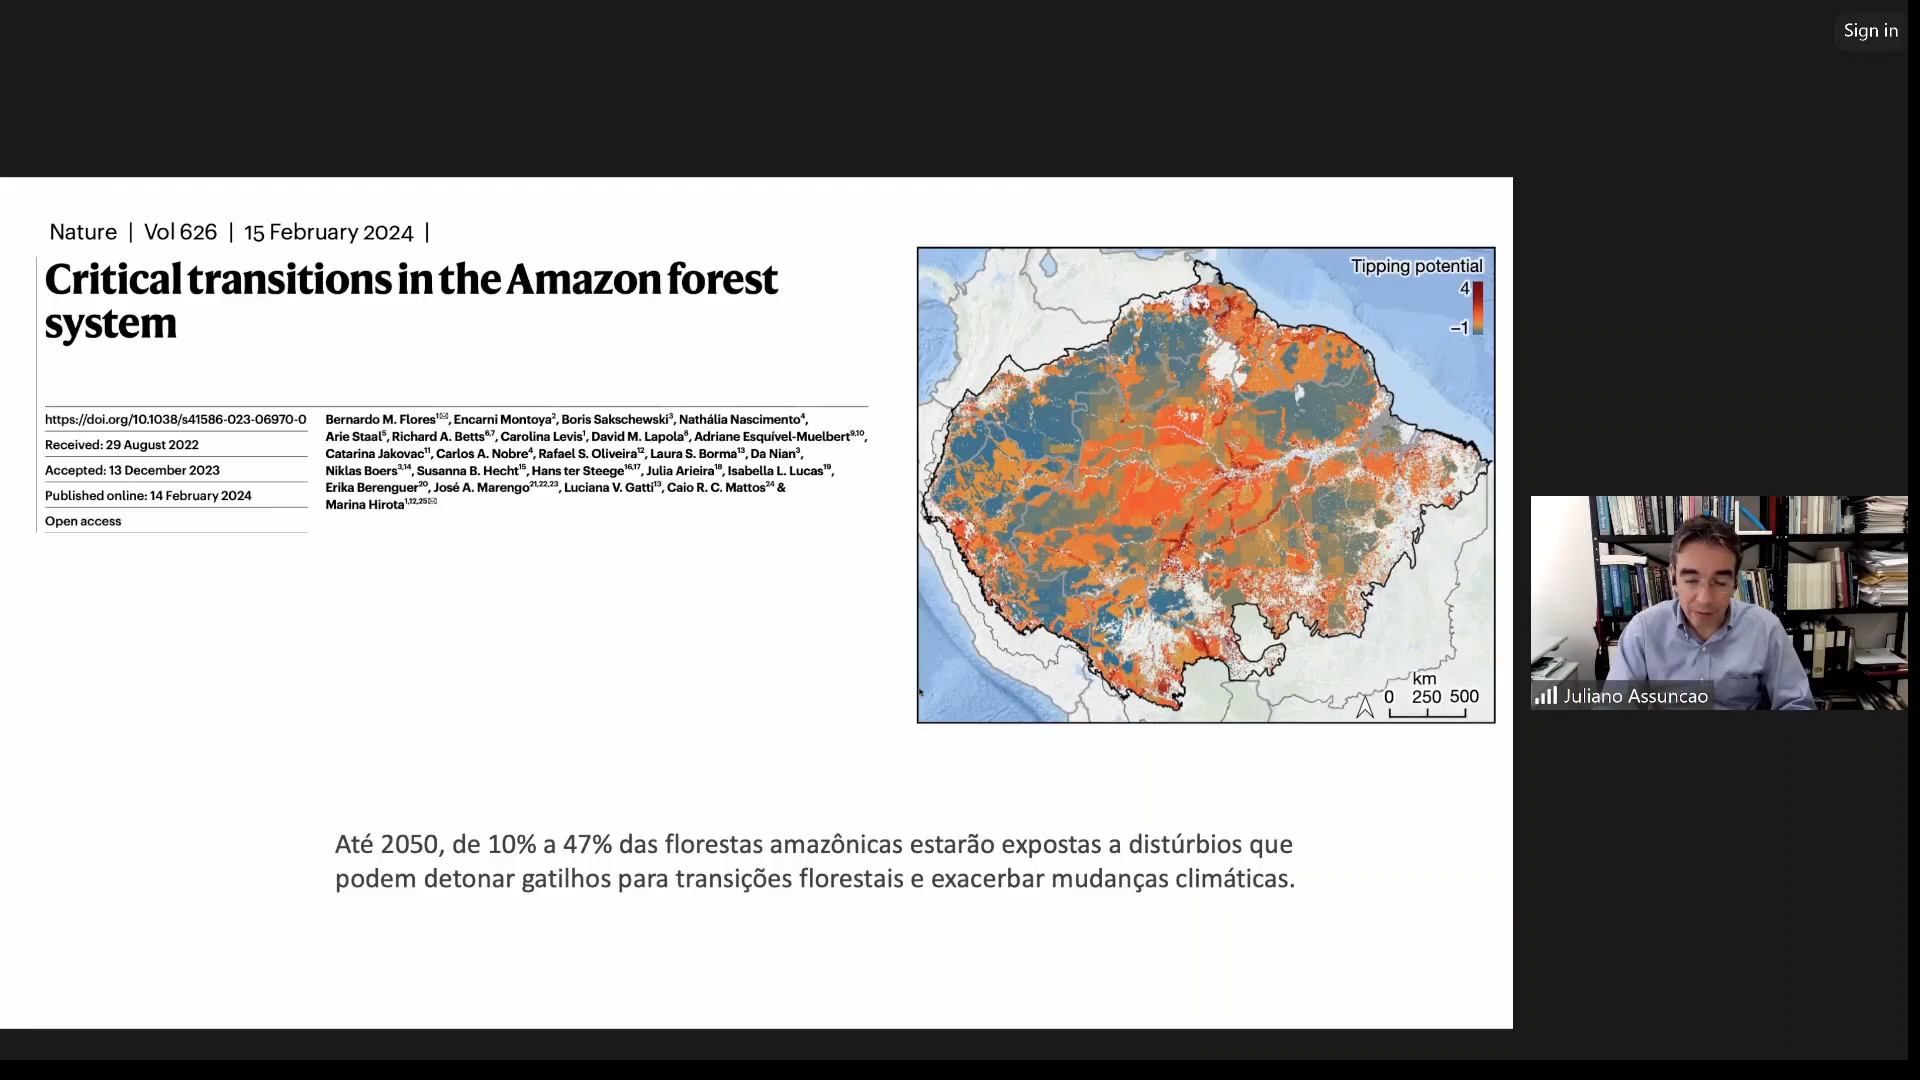 Sign in
Nature | Vol 626 | 15 February 2024 |
Critical transitions in the Amazon forest
system
https://doi.org/10.1038/s41586-023-06970-0
Received: 29 August 2022
Accepted: 13 December 2023
Published online: 14 February 2024
Open access
Bernardo M. Flores1✉, Encarni Montoya2, Boris Sakschewski3, Nathália Nascimento4,
Arie Staal5, Richard A. Betts6,7, Carolina Levis1, David M. Lapola8, Adriane Esquível-Muelbert9,10,
Catarina Jakovac11, Carlos A. Nobre4, Rafael S. Oliveira12, Laura S. Borma13, Da Nian3,
Niklas Boers3,14, Susanna B. Hecht15, Hans ter Steege16,17, Julia Arieira18, Isabella L. Lucas19,
Erika Berenguer20, José A. Marengo21,22,23, Luciana V. Gatti13, Caio R. C. Mattos24 &
Marina Hirota1,12,25✉
Tipping potential
4
−1
km
0 250 500
Até 2050, de 10% a 47% das florestas amazônicas estarão expostas a distúrbios que
podem detonar gatilhos para transições florestais e exacerbar mudanças climáticas.
Juliano Assuncao